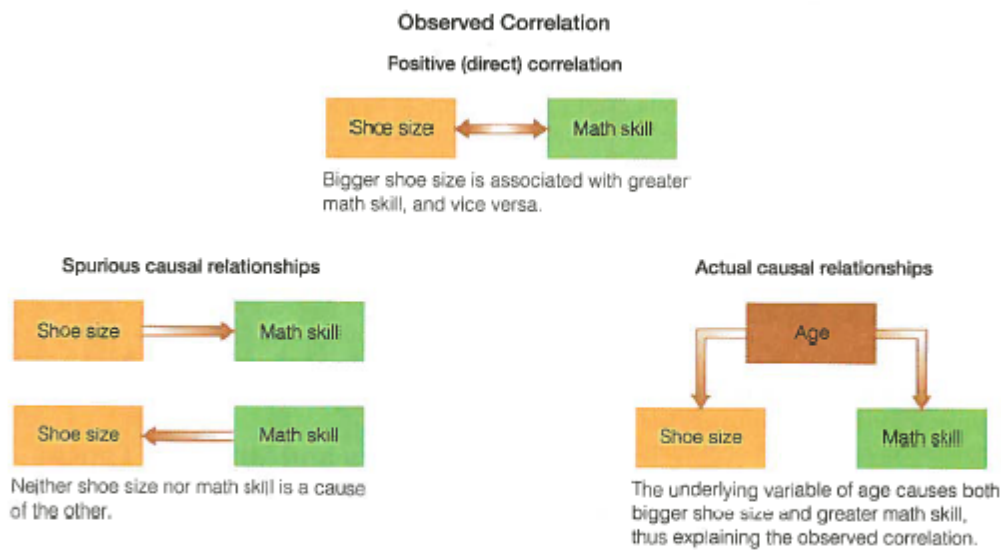 Observed Correlation
Positive (direct) correlation
Shoe size
Math skill
Bigger shoe size is associated with greater
math skill, and vice versa.
Spurious causal relationships
Shoe size
Math skill
Shoe size
Math skill
Neither shoe size nor math skill is a cause
of the other.
Actual causal relationships
Age
Shoe size
Math skill
The underlying variable of age causes both
bigger shoe size and greater math skill,
thus explaining the observed correlation.